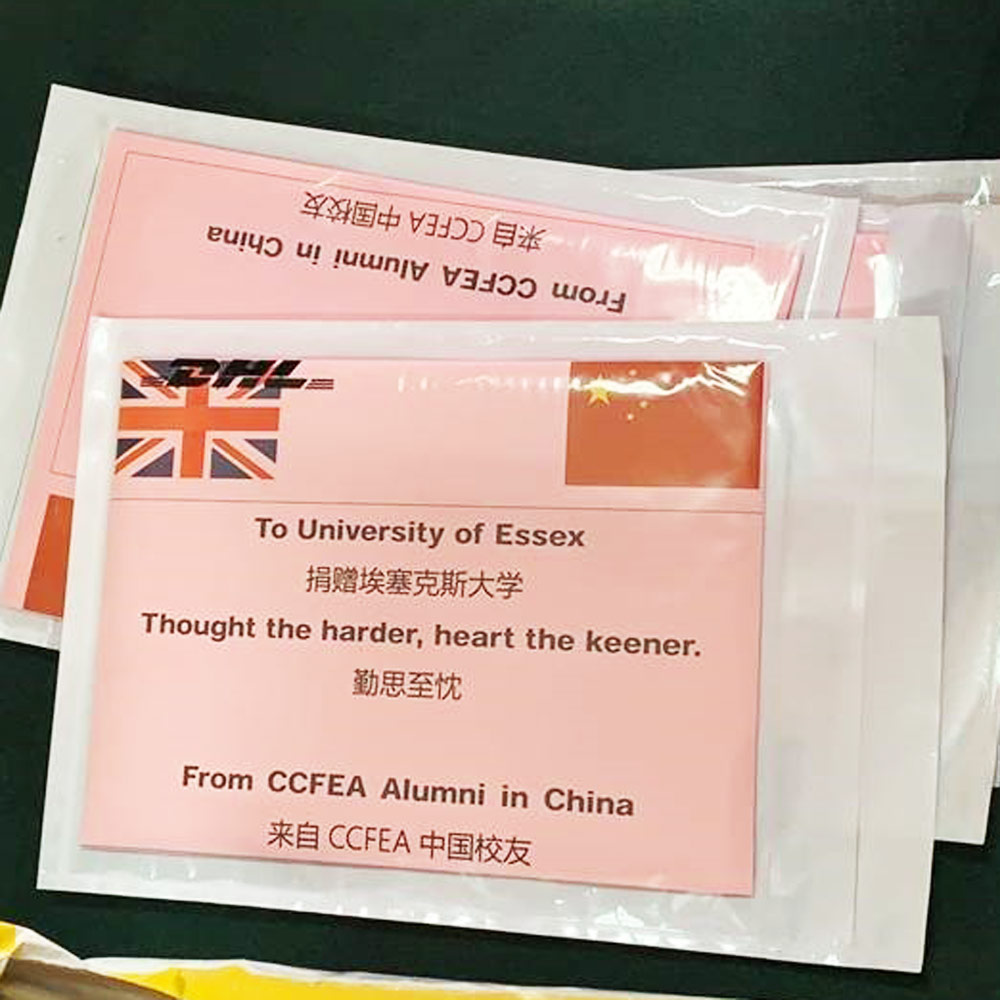 来自 CCFEA 中国校友
From CCFEA Alumni in China
DHL
To University of Essex
捐赠埃塞克斯大学
Thought the harder, heart the keener.
勤思至忱
From CCFEA Alumni in China
来自 CCFEA 中国校友